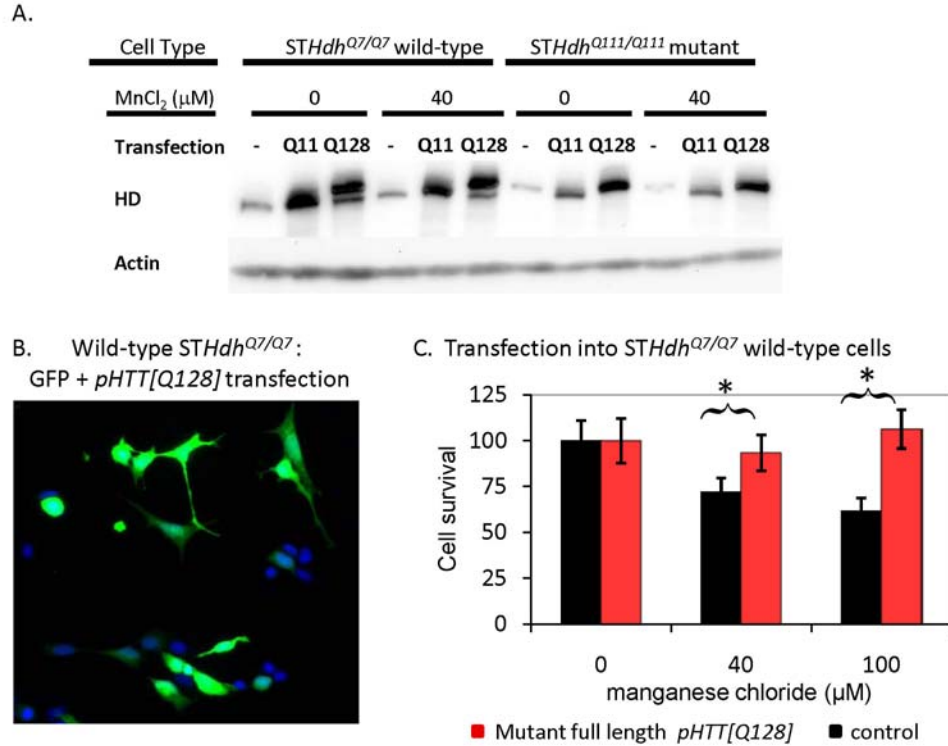 A.
Cell Type STHdhQ7/Q7 wild-type STHdhQ111/Q111 mutant
MnCl2 (μM) 0 40 0 40
Transfection - Q11 Q128 - Q11 Q128 - Q11 Q128 - Q11 Q128
HD
Actin
B. Wild-type STHdhQ7/Q7 :
GFP + pHTT[Q128] transfection
C. Transfection into STHdhQ7/Q7 wild-type cells
* *
125
100
75
50
25
0
Cell survival
0 40 100
manganese chloride (μM)
Mutant full length pHTT[Q128] control